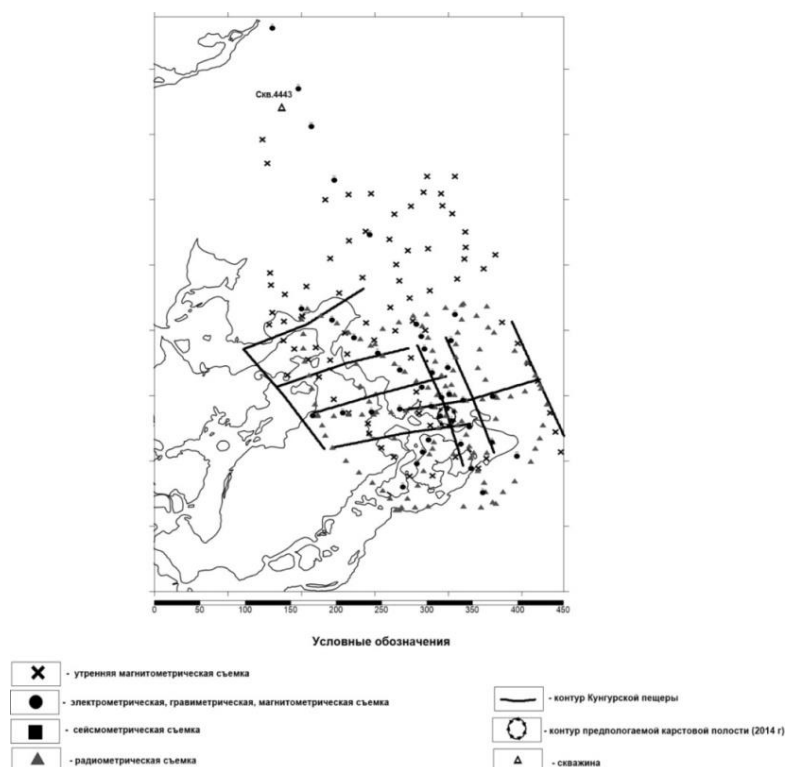 Скв.4443
0 50 100 150 200 250 300 350 400 450
Условные обозначения
- утренняя магнитометрическая съемка
- электрометрическая, гравиметрическая, магнитометрическая съемка
- сейсмометрическая съемка
- радиометрическая съемка
- контур Кунгурской пещеры
- контур предпологаемой карстовой полости (2014 г)
- скважина